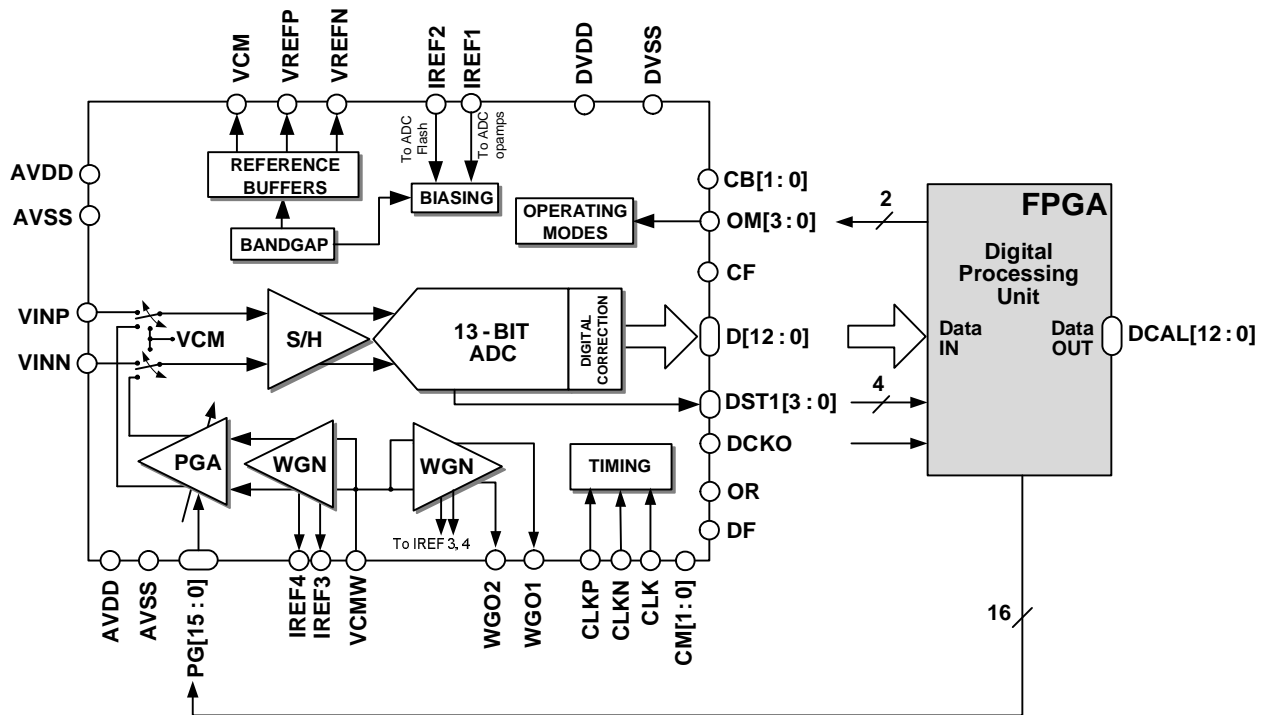 VCM
VREFP
VREFN
IREF2
IREF1
DVDD
DVSS
To ADC
Flash
To ADC
opamps
AVDD
AVSS
REFERENCE
BUFFERS
BIASING
BANDGAP
OPERATING
MODES
CB[1:0]
OM[3:0]
CF
2
FPGA
Digital
Processing
Unit
Data
IN
Data
OUT
DCAL[12:0]
VINP
VINN
VCM
S/H
13-BIT
ADC
DIGITAL
CORRECTION
D[12:0]
DST1[3:0]
4
DCKO
PGA
WGN
WGN
To IREF 3, 4
TIMING
OR
DF
AVDD
AVSS
PG[15:0]
IREF4
IREF3
VCMW
WGO2
WGO1
CLKP
CLKN
CLK
CM[1:0]
16